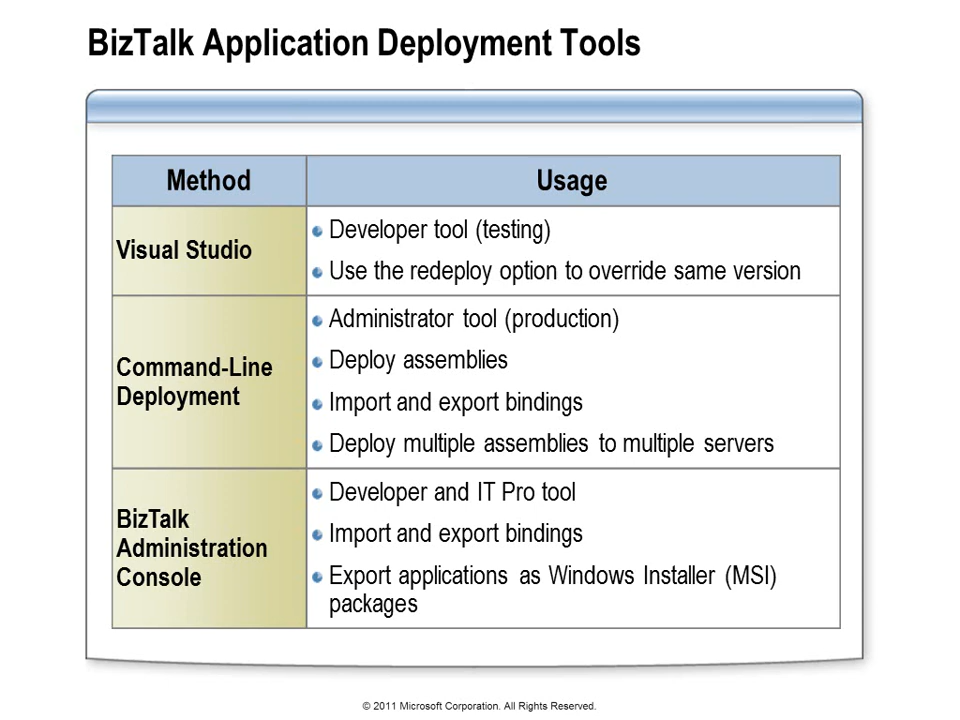 BizTalk Application Deployment Tools
Method
Usage
Visual Studio
Developer tool (testing)
Use the redeploy option to override same version
Command-Line
Deployment
Administrator tool (production)
Deploy assemblies
Import and export bindings
Deploy multiple assemblies to multiple servers
BizTalk
Administration
Console
Developer and IT Pro tool
Import and export bindings
Export applications as Windows Installer (MSI)
packages
© 2011 Microsoft Corporation. All Rights Reserved.